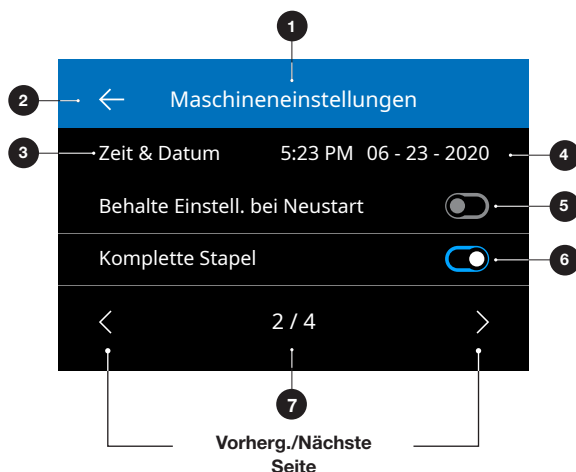 1
2
Maschineneinstellungen
3
Zeit & Datum 5:23 PM 06 - 23 - 2020
4
Behalte Einstell. bei Neustart
5
Komplette Stapel
6
2 / 4
7
Vorherg./Nächste
Seite